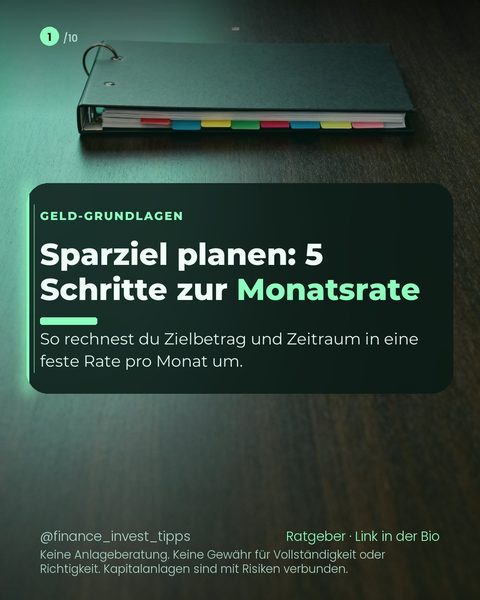 1 /10
GELD-GRUNDLAGEN
Sparziel planen: 5
Schritte zur Monatsrate
So rechnest du Zielbetrag und Zeitraum in eine
feste Rate pro Monat um.
@finance_invest_tipps
Ratgeber · Link in der Bio
Keine Anlageberatung. Keine Gewähr für Vollständigkeit oder
Richtigkeit. Kapitalanlagen sind mit Risiken verbunden.